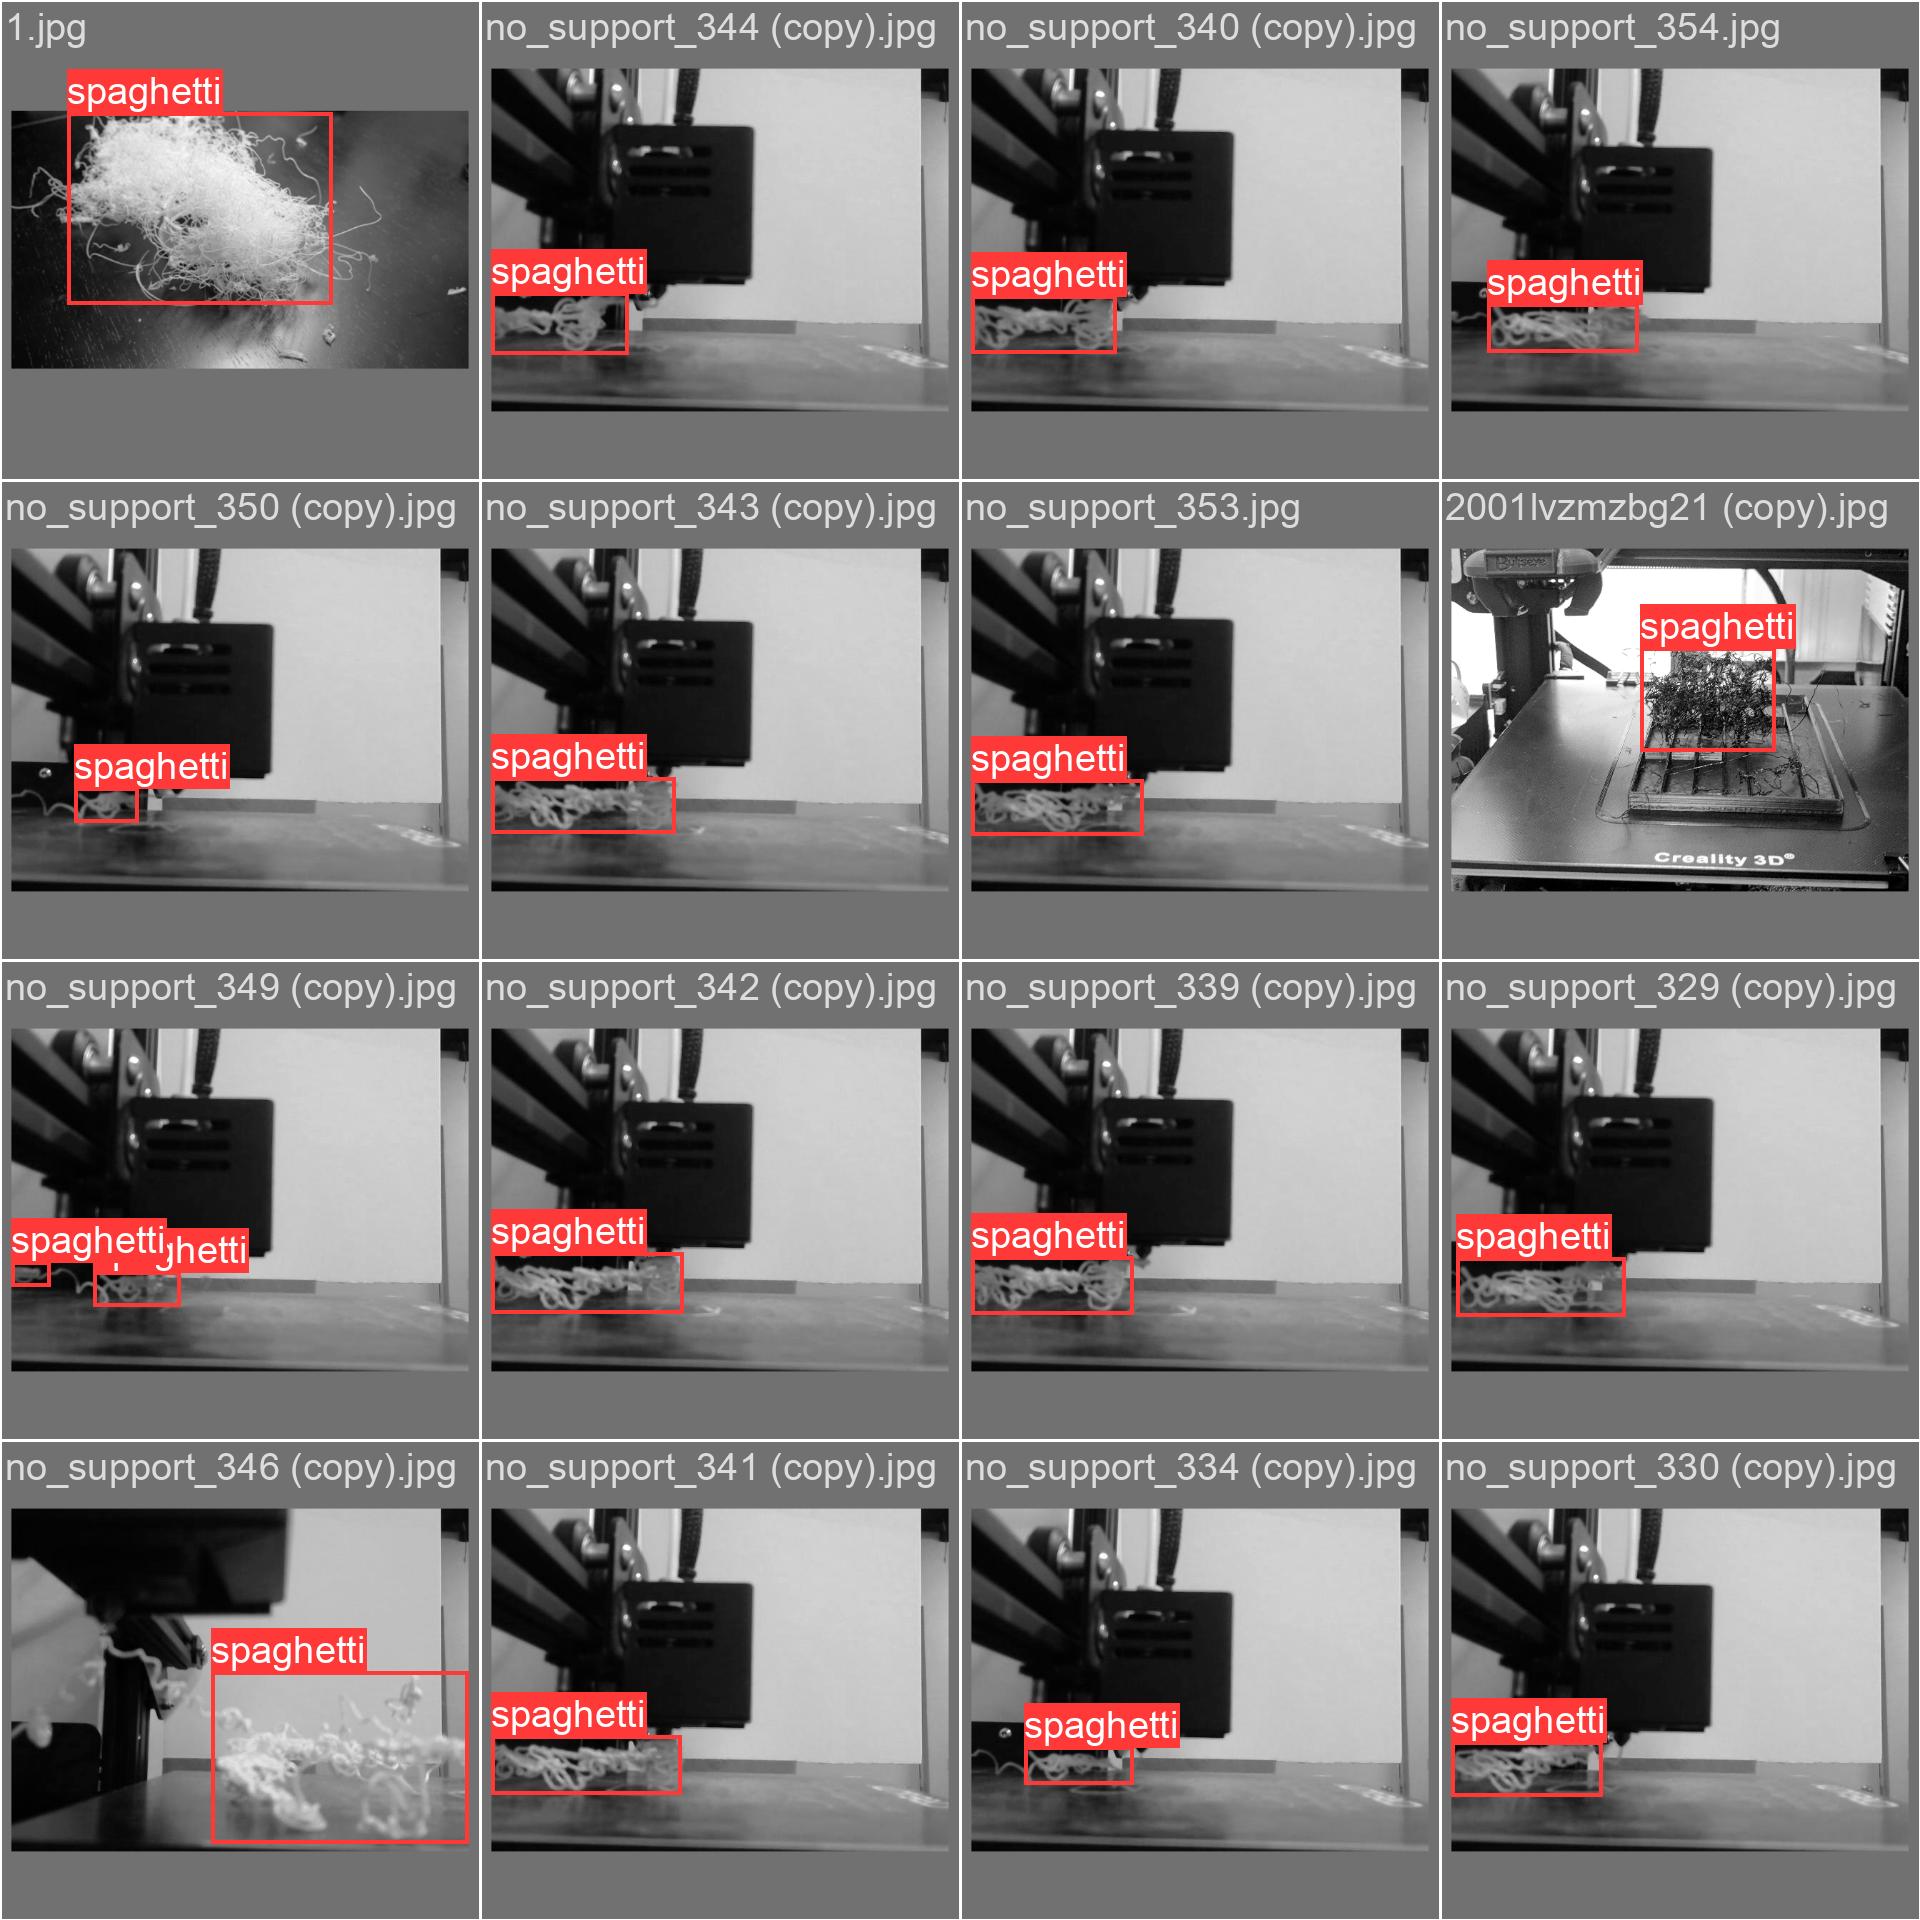 1.jpg
no_support_344 (copy).jpg
no_support_340 (copy).jpg
no_support_354.jpg
spaghetti
spaghetti
spaghetti
spaghetti
no_support_350 (copy).jpg
no_support_343 (copy).jpg
no_support_353.jpg
2001lvzmzbg21 (copy).jpg
spaghetti
spaghetti
spaghetti
spaghetti
Creality 3D®
no_support_349 (copy).jpg
no_support_342 (copy).jpg
no_support_339 (copy).jpg
no_support_329 (copy).jpg
spaghetti
ghetti
spaghetti
spaghetti
spaghetti
no_support_346 (copy).jpg
no_support_341 (copy).jpg
no_support_334 (copy).jpg
no_support_330 (copy).jpg
spaghetti
spaghetti
spaghetti
spaghetti